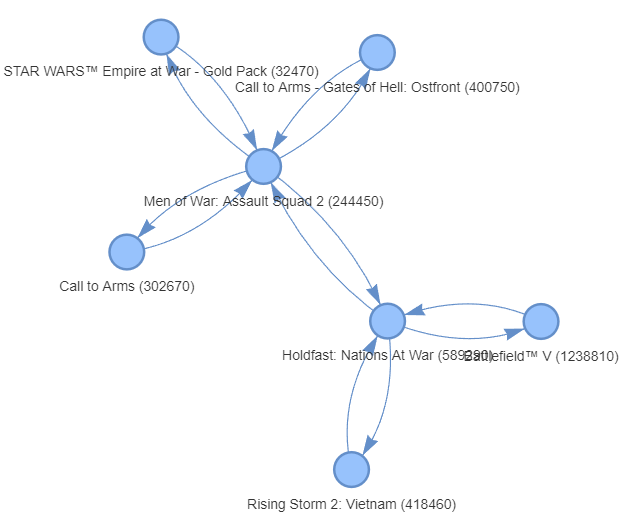 STAR WARS™ Empire at War - Gold Pack (32470)
Call to Arms - Gates of Hell: Ostfront (400750)
Men of War: Assault Squad 2 (244450)
Call to Arms (302670)
Holdfast: Nations At War (589290)
Battlefield™ V (1238810)
Rising Storm 2: Vietnam (418460)